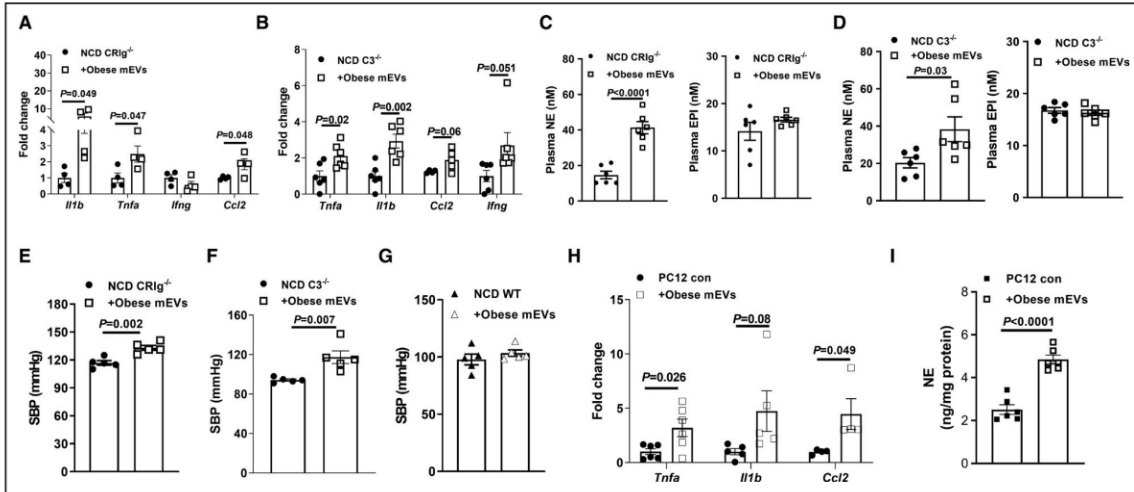 A
NCD CRIg-/-
+Obese mEVs
Fold change
40
30
20
10
4
3
2
1
0
P=0.049
P=0.047
P=0.048
Il1b Tnfa Ifng Ccl2
B
NCD C3-/-
+Obese mEVs
Fold change
8
6
4
2
0
P=0.02
P=0.002
P=0.06
P=0.051
Tnfa Il1b Ccl2 Ifng
C
NCD CRIg-/-
+Obese mEVs
Plasma NE (nM)
80
60
40
20
0
P<0.0001
NCD CRIg-/-
+Obese mEVs
Plasma EPI (nM)
30
20
10
0
D
NCD C3-/-
+Obese mEVs
Plasma NE (nM)
80
60
40
20
0
P=0.03
NCD C3-/-
+Obese mEVs
Plasma EPI (nM)
30
20
10
0
E
NCD CRIg-/-
+Obese mEVs
SBP (mmHg)
180
150
120
90
60
30
0
P=0.002
F
NCD C3-/-
+Obese mEVs
SBP (mmHg)
200
160
120
80
40
0
P=0.007
G
NCD WT
+Obese mEVs
SBP (mmHg)
150
100
50
0
H
PC12 con
+Obese mEVs
Fold change
15
10
5
0
P=0.026
P=0.08
P=0.049
Tnfa Il1b Ccl2
I
PC12 con
+Obese mEVs
NE
(ng/mg protein)
8
6
4
2
0
P<0.0001